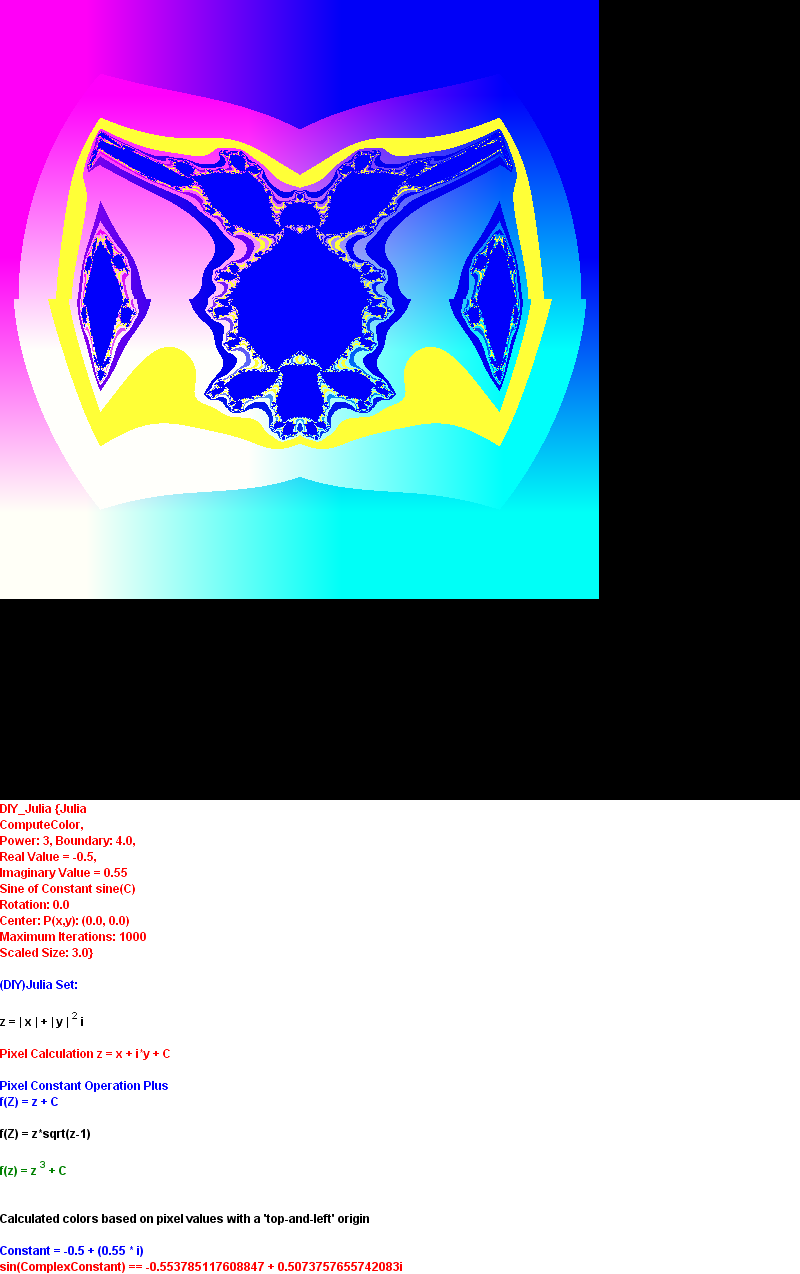 DIY_Julia {Julia
ComputeColor,
Power: 3, Boundary: 4.0,
Real Value = -0.5,
Imaginary Value = 0.55
Sine of Constant sine(C)
Rotation: 0.0
Center: P(x,y): (0.0, 0.0)
Maximum Iterations: 1000
Scaled Size: 3.0}
(DIY)Julia Set:
z = | x | + | y | ² i
Pixel Calculation z = x + i*y + C
Pixel Constant Operation Plus
f(Z) = z + C
f(Z) = z*sqrt(z-1)
f(z) = z ³ + C
Calculated colors based on pixel values with a 'top-and-left' origin
Constant = -0.5 + (0.55 * i)
sin(ComplexConstant) == -0.553785117608847 + 0.5073757655742083i